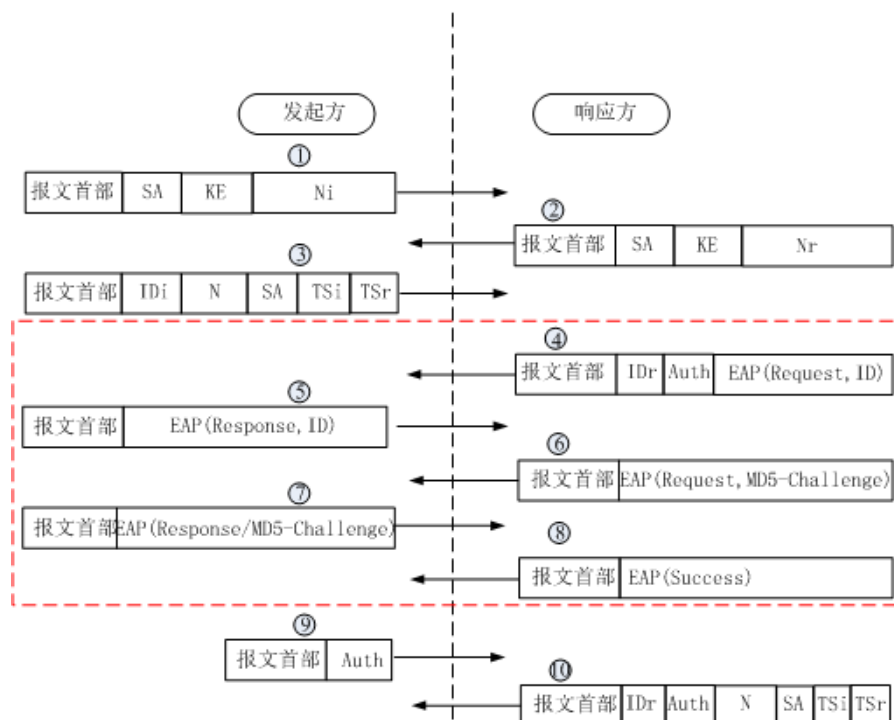 发起方
响应方
①
报文首部 SA KE Ni
②
报文首部 SA KE Nr
③
报文首部 IDi N SA TSi TSr
④
报文首部 IDr Auth EAP(Request,ID)
⑤
报文首部 EAP(Response,ID)
⑥
报文首部 EAP(Request,MD5-Challenge)
⑦
报文首部 EAP(Response/MD5-Challenge)
⑧
报文首部 EAP(Success)
⑨
报文首部 Auth
⑩
报文首部 IDr Auth N SA TSi TSr